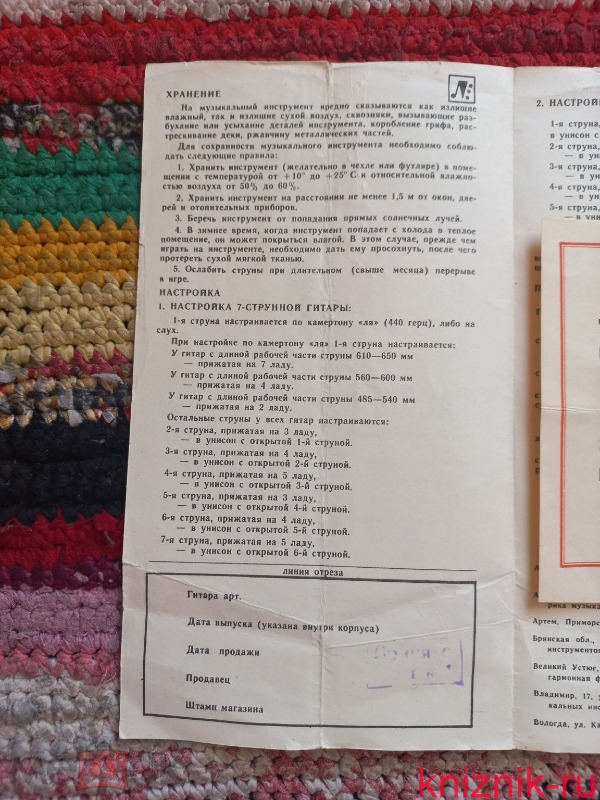 ХРАНЕНИЕ
На музыкальный инструмент вредно сказываются как излишне
влажный, так и излишне сухой воздух, сквозняки, вызывающие раз-
бухание или усыхание деталей инструмента, коробление грифа, рас-
трескивание деки, ржавчину металлических частей.
Для сохранности музыкального инструмента необходимо соблю-
дать следующие правила:
1. Хранить инструмент (желательно в чехле или футляре) в поме-
щении с температурой от +10° до +25° С и относительной влажно-
стью воздуха от 50% до 60%.
2. Хранить инструмент на расстоянии не менее 1,5 м от окон, две-
рей и отопительных приборов.
3. Беречь инструмент от попадания прямых солнечных лучей.
4. В зимнее время, когда инструмент попадает с холода в теплое
помещение, он может покрыться влагой. В этом случае, прежде чем
играть на инструменте, необходимо дать ему просохнуть, после чего
протереть сухой мягкой тканью.
5. Ослабить струны при длительном (свыше месяца) перерыве
в игре.
НАСТРОЙКА
1. НАСТРОЙКА 7-СТРУННОЙ ГИТАРЫ:
1-я струна настраивается по камертону «ля» (440 герц), либо на
слух.
При настройке по камертону «ля» 1-я струна настраивается:
У гитар с длиной рабочей части струны 610—650 мм
— прижатая на 7 ладу.
У гитар с длиной рабочей части струны 560—600 мм
— прижатая на 4 ладу.
У гитар с длиной рабочей части струны 485—540 мм
— прижатая на 2 ладу.
Остальные струны у всех гитар настраиваются:
2-я струна, прижатая на 3 ладу,
— в унисон с открытой 1-й струной.
3-я струна, прижатая на 4 ладу,
— в унисон с открытой 2-й струной.
4-я струна, прижатая на 5 ладу,
— в унисон с открытой 3-й струной.
5-я струна, прижатая на 3 ладу,
— в унисон с открытой 4-й струной.
6-я струна, прижатая на 4 ладу,
— в унисон с открытой 5-й струной.
7-я струна, прижатая на 5 ладу,
— в унисон с открытой 6-й струной.
линия отреза
Гитара арт.
Дата выпуска (указана внутри корпуса)
Дата продажи
Продавец
Штамп магазина
2. НАСТРОЙ
1-я струна
в унисон с
2-я струна,
— в ун
3-я струна,
— в ун
4-я струна,
— в ун
5-я струна,
— в ун
рика музыка
Артем, Приморс
Брянская обл.,
инструментов
Великий Устюг,
гармонная ф
Владимир, 17, у
кальных инс
Вологда, ул. Ка
kniznik-ru